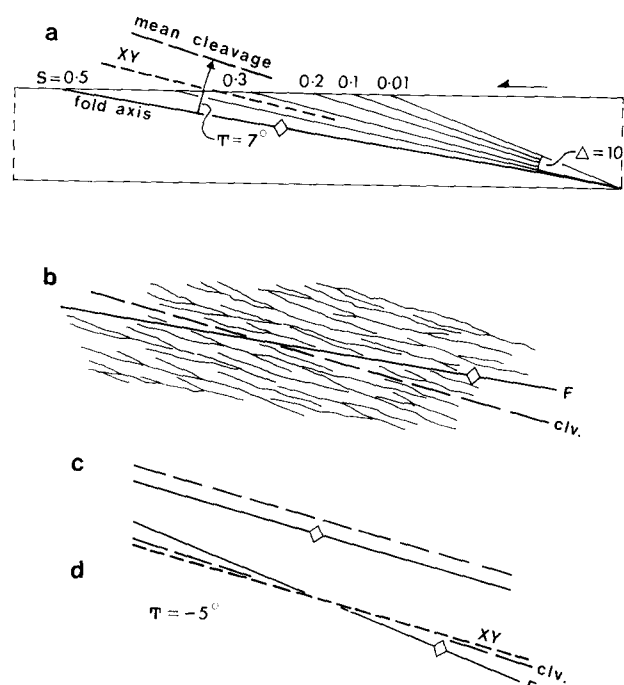 a
mean cleavage
XY
S=0·5
0·3
0·2
0·1
0·01
fold axis
T=7°
△=10
b
F
clv.
c
d
T=-5°
XY
clv.